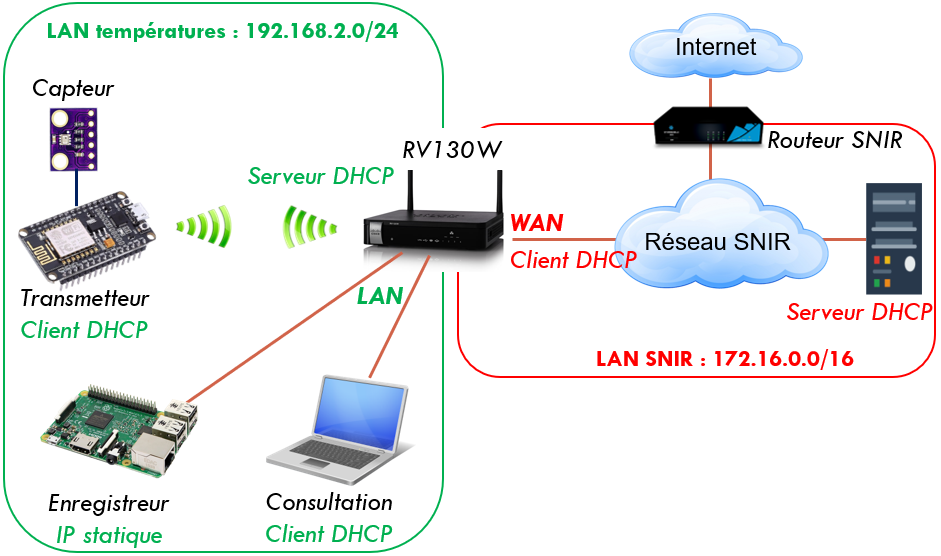 LAN températures : 192.168.2.0/24
Internet
Capteur
RV130W
Routeur SNIR
Serveur DHCP
WAN
Réseau SNIR
Client DHCP
Transmetteur
Client DHCP
LAN
Serveur DHCP
LAN SNIR : 172.16.0.0/16
Enregistreur
IP statique
Consultation
Client DHCP